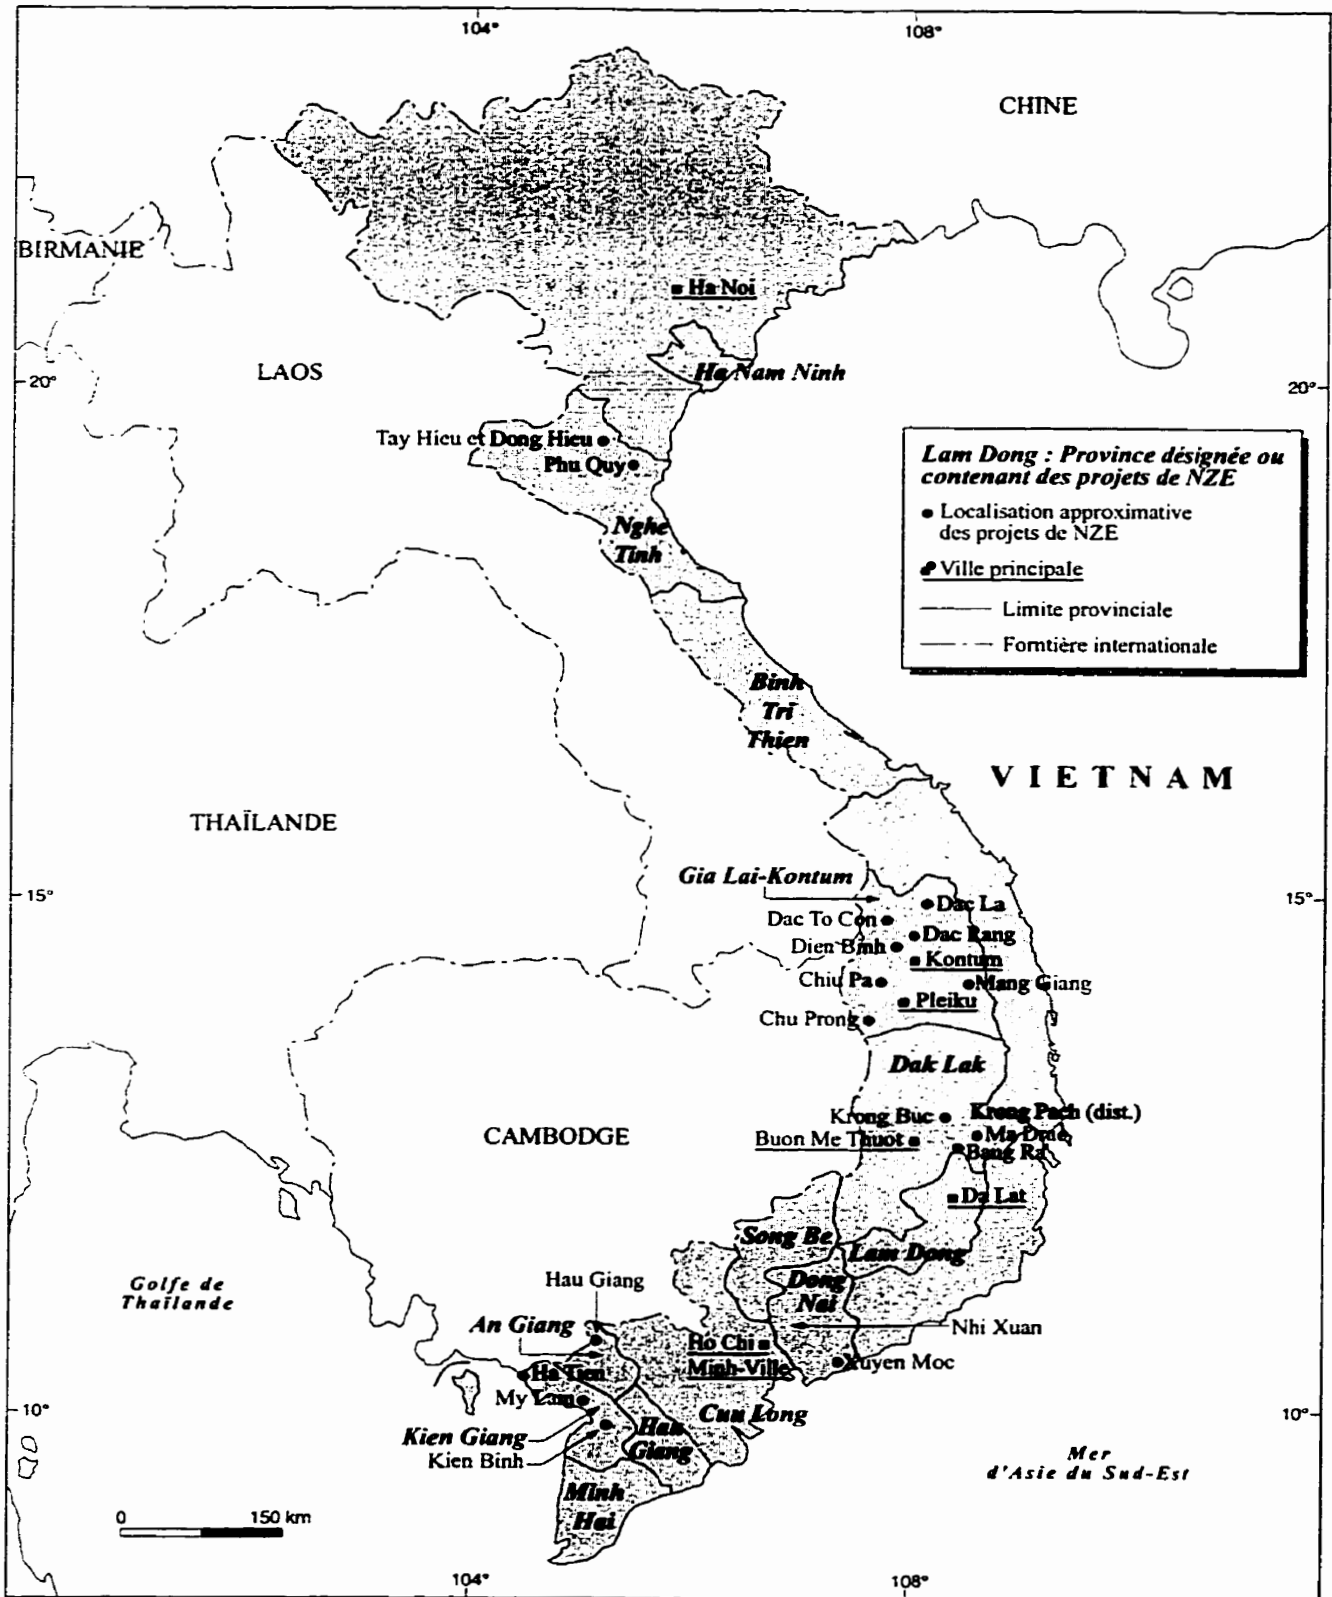 104°
108°
CHINE
BIRMANIE
Ha Noi
LAOS
Ha Nam Ninh
20°
20°
Tay Hieu et Dong Hieu
Phu Quy
Lam Dong : Province désignée ou
contenant des projets de NZE
Localisation approximative
des projets de NZE
Ville principale
Limite provinciale
Forntière internationale
Nghe
Tinh
Binh
Tri
Thien
VIETNAM
THAÏLANDE
Gia Lai-Kontum
15°
15°
Dac La
Dac To Con
Dac Rang
Dien Binh
Kontum
Chiu Pa
Mang Giang
Pleiku
Chu Prong
Dak Lak
Krong Buc
Krong Pach (dist.)
CAMBODGE
Buon Me Thuot
Ma Drac
Bang Ra
Da Lat
Song Be
Lam Dong
Golfe de
Thaïlande
Hau Giang
Dong
Nai
An Giang
Nhi Xuan
Ho Chi
Minh-Ville
Xuyen Moc
Ha Tien
My Lam
Cuu Long
10°
10°
Kien Giang
Hau
Giang
Kien Binh
Mer
d'Asie du Sud-Est
Minh
Hai
0
150 km
104°
108°